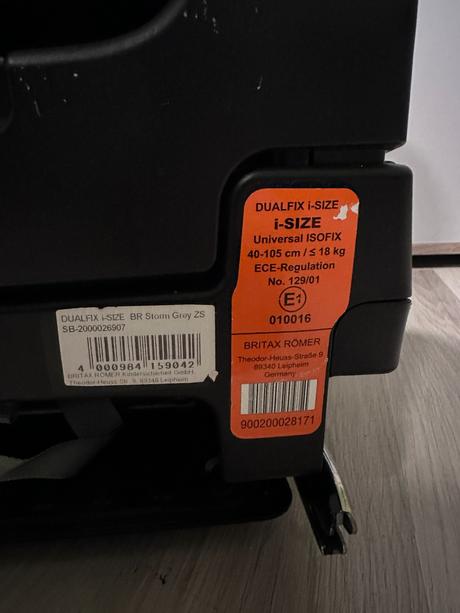 DUALFIX i-SIZE
i-SIZE
Universal ISOFIX
40-105 cm / ≤ 18 kg
ECE-Regulation
No. 129/01
E1
010016
BRITAX RÖMER
Theodor-Heuss-Straße 9
89340 Leipheim
Germany
900200028171
DUALFIX i-SIZE BR Storm Grey ZS
SB-2000026907
4 000984 159042
BRITAX RÖMER Kindersicherheit GmbH
Theodor-Heuss-Str. 9, 89340 Leipheim